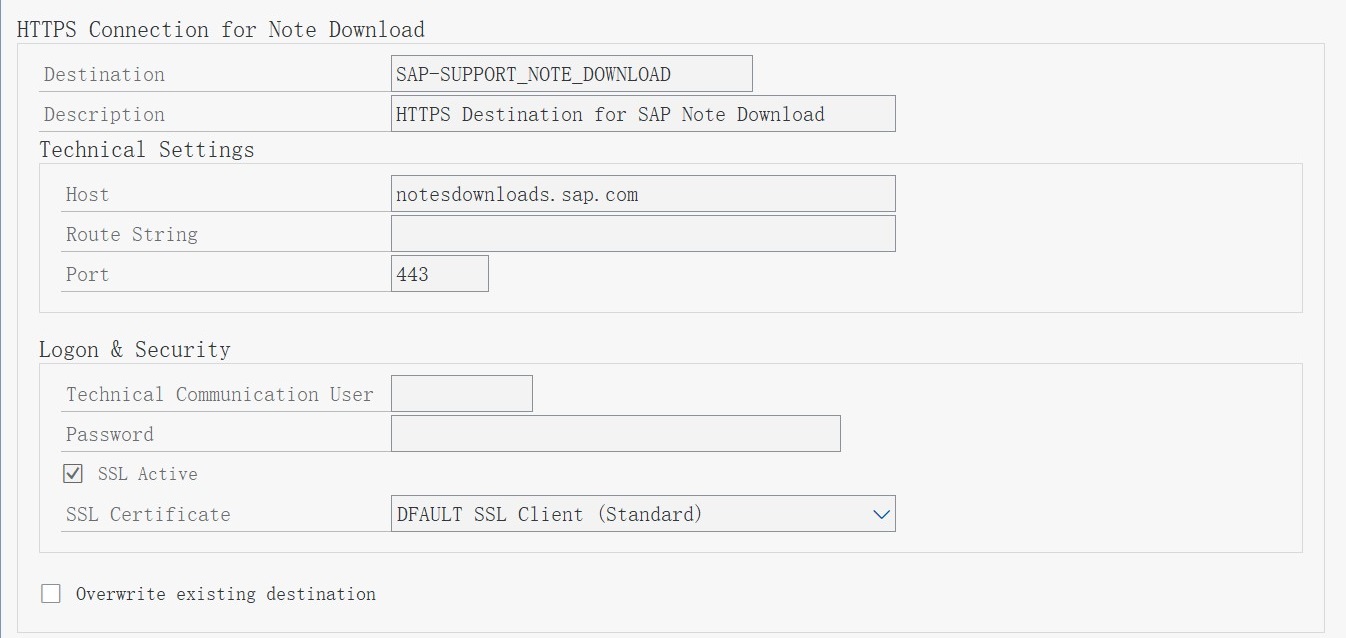 HTTPS Connection for Note Download
Destination SAP-SUPPORT_NOTE_DOWNLOAD
Description HTTPS Destination for SAP Note Download
Technical Settings
Host notesdownloads.sap.com
Route String
Port 443
Logon & Security
Technical Communication User
Password
SSL Active
SSL Certificate DFAULT SSL Client (Standard)
Overwrite existing destination